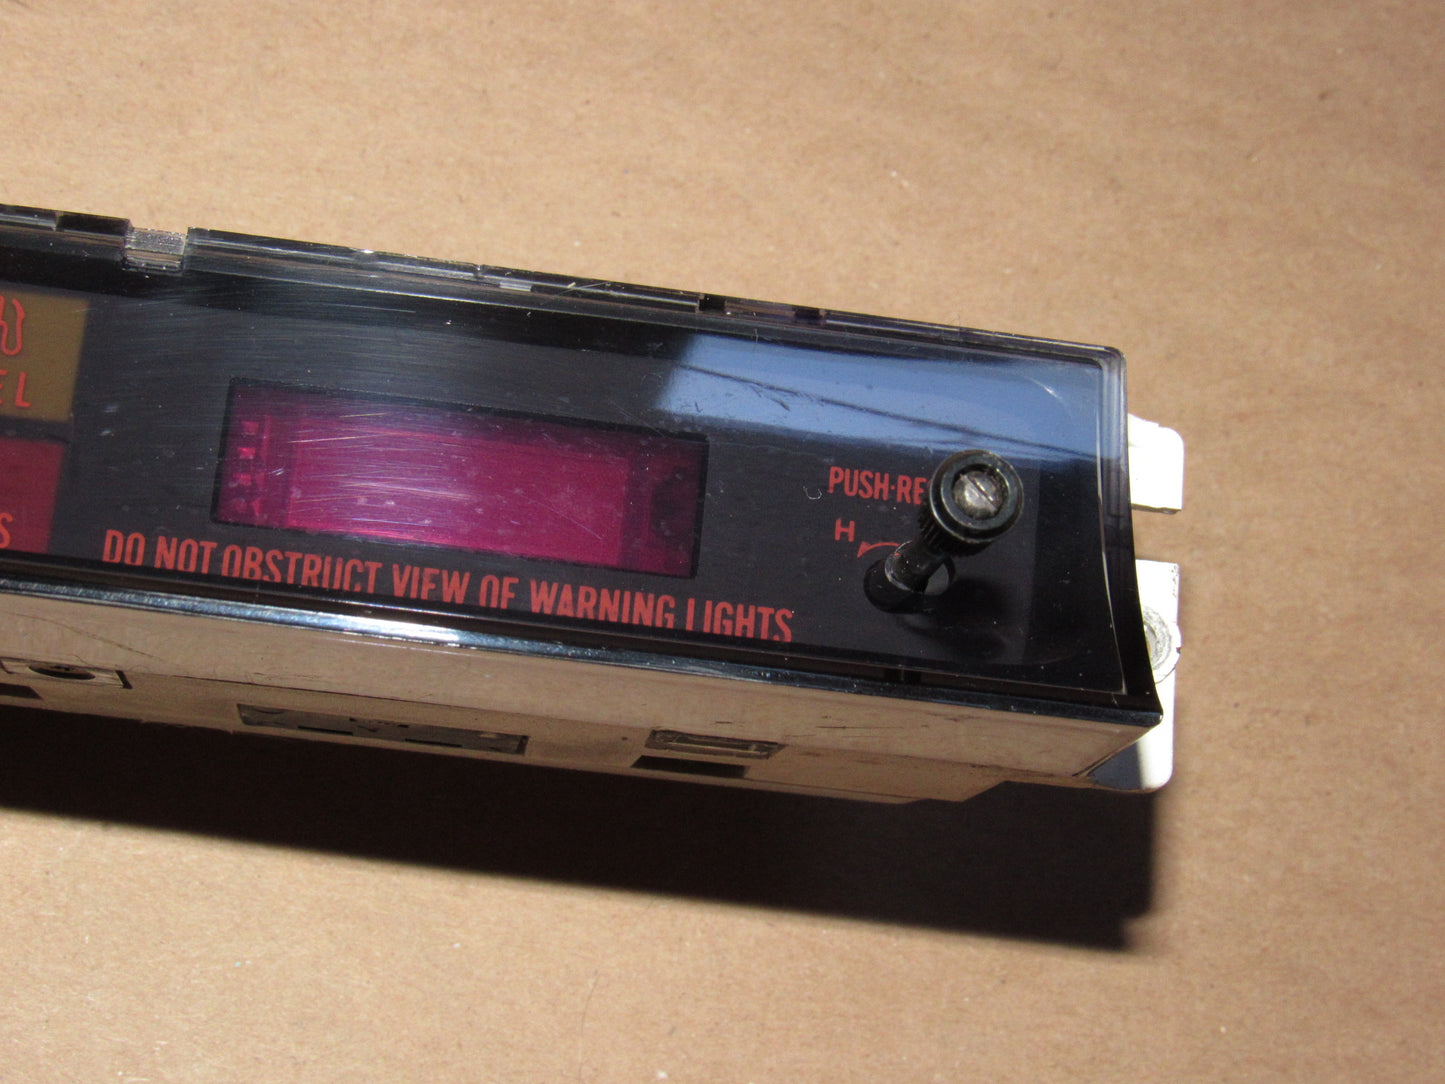 EL
S
PUSH-RE
H
DO NOT OBSTRUCT VIEW OF WARNING LIGHTS